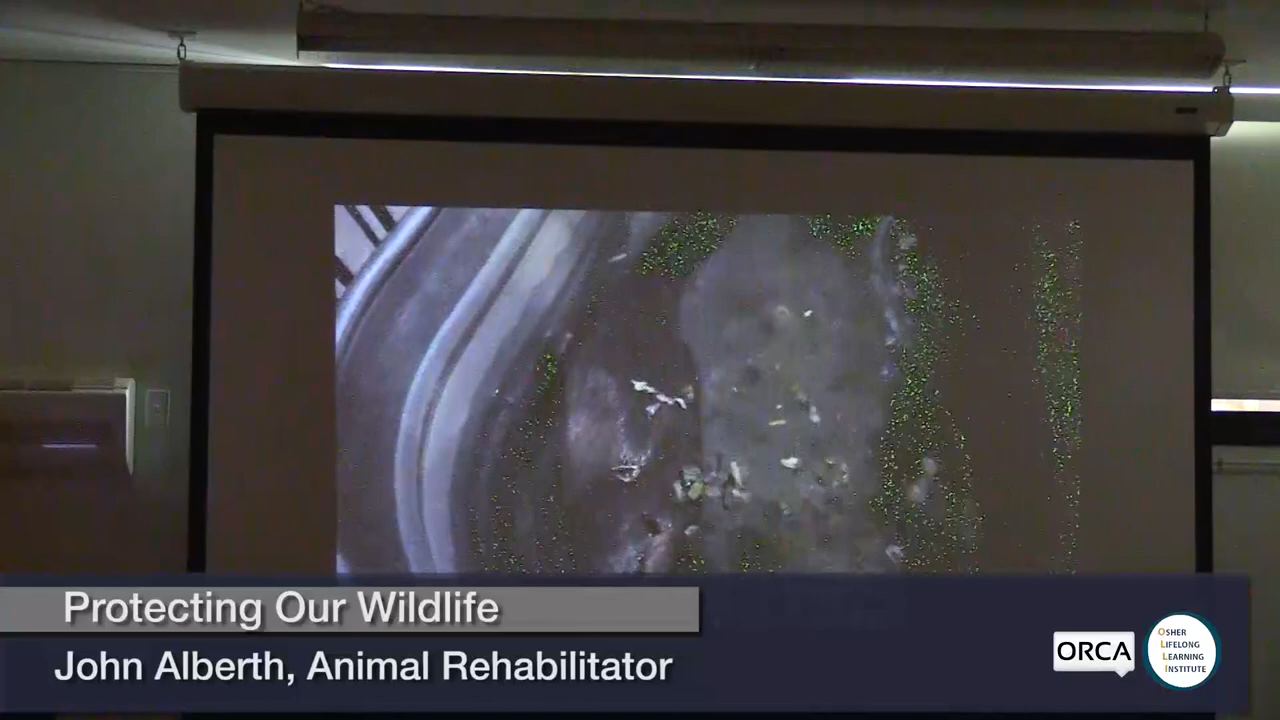 Protecting Our Wildlife
John Alberth, Animal Rehabilitator
ORCA
OSHER
LIFELONG
LEARNING
INSTITUTE